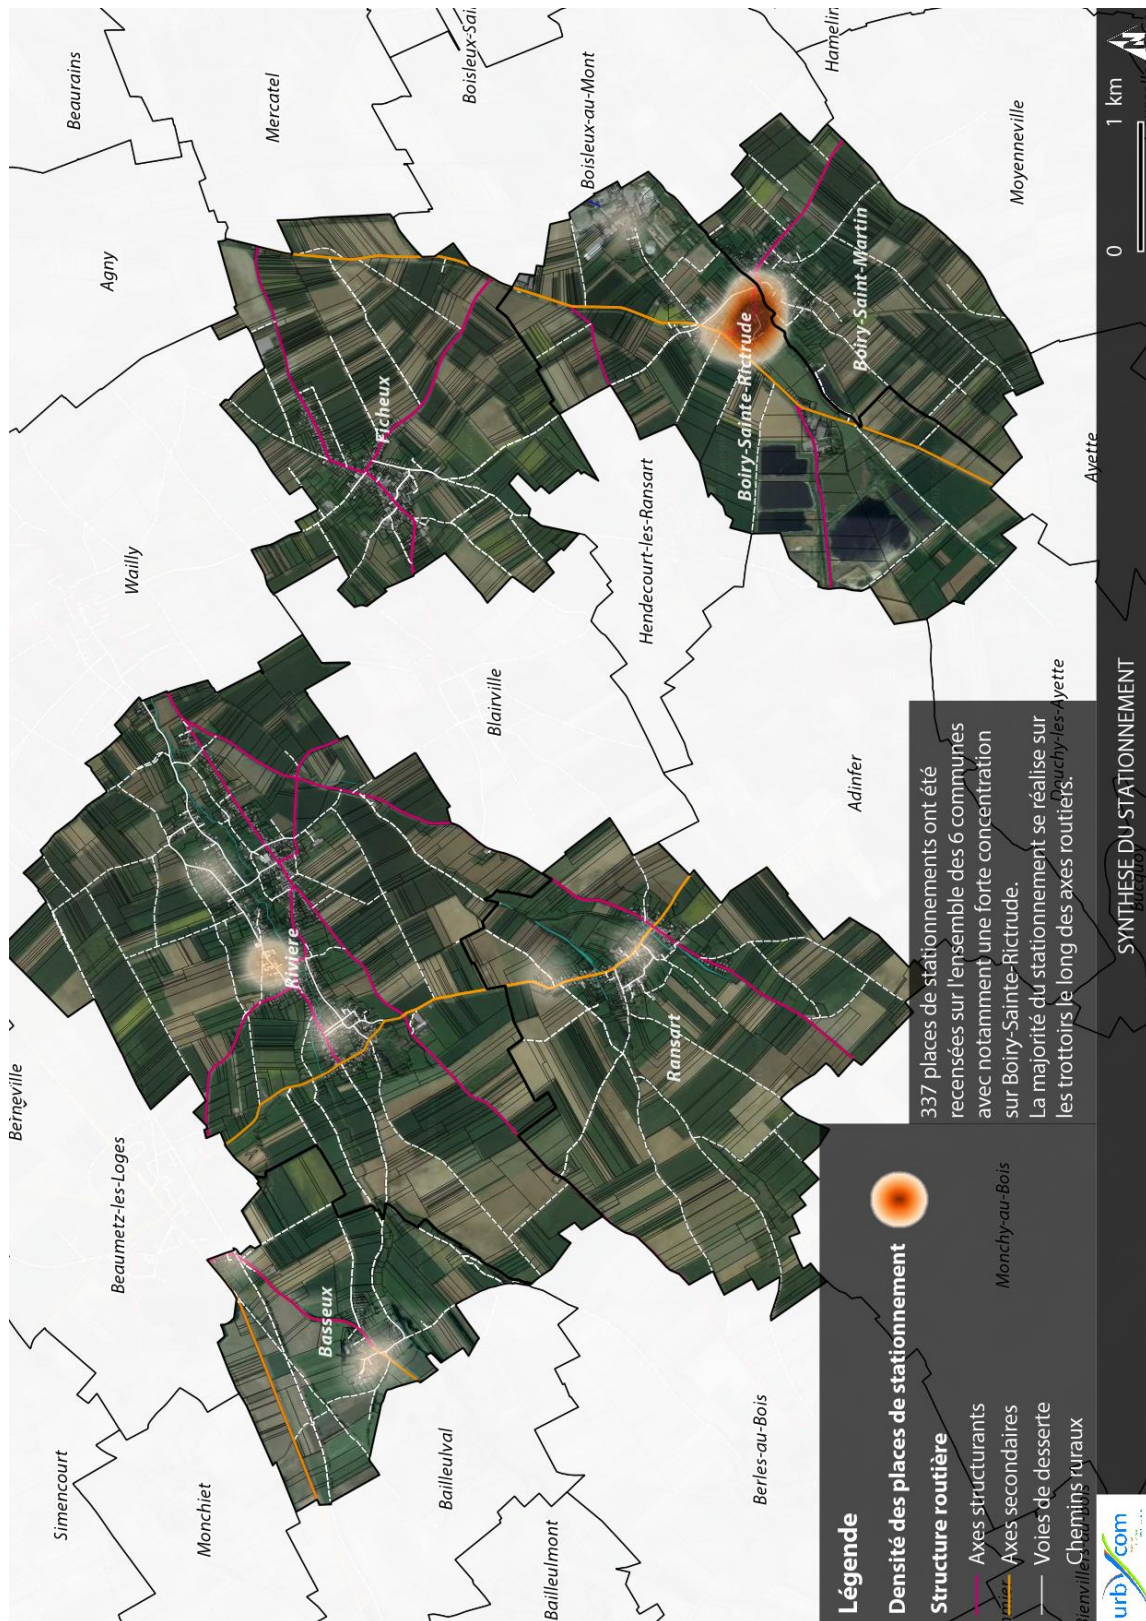 Simencourt
Monchiet
Bailleulval
Bailleulmont
Berles-au-Bois
Beaumetz-les-Loges
Berneville
Basseux
Rivière
Ransart
Monchy-au-Bois
Wailly
Blairville
Adinfer
Hendecourt-les-Ransart
Agny
Beaurains
Mercatel
Ficheux
Boisleux-au-Mont
Boiry-Sainte-Rictrude
Boiry-Saint-Martin
Moyenneville
Ayette
Douchy-les-Ayette
Bucquoy
Légende
Densité des places de stationnement
Structure routière
Axes structurants
Axes secondaires
Voies de desserte
Chemins ruraux
337 places de stationnements ont été
recensées sur l'ensemble des 6 communes
avec notamment une forte concentration
sur Boiry-Sainte-Rictrude.
La majorité du stationnement se réalise sur
les trottoirs le long des axes routiers.
urbycom
SYNTHESE DU STATIONNEMENT
0 1 km
N